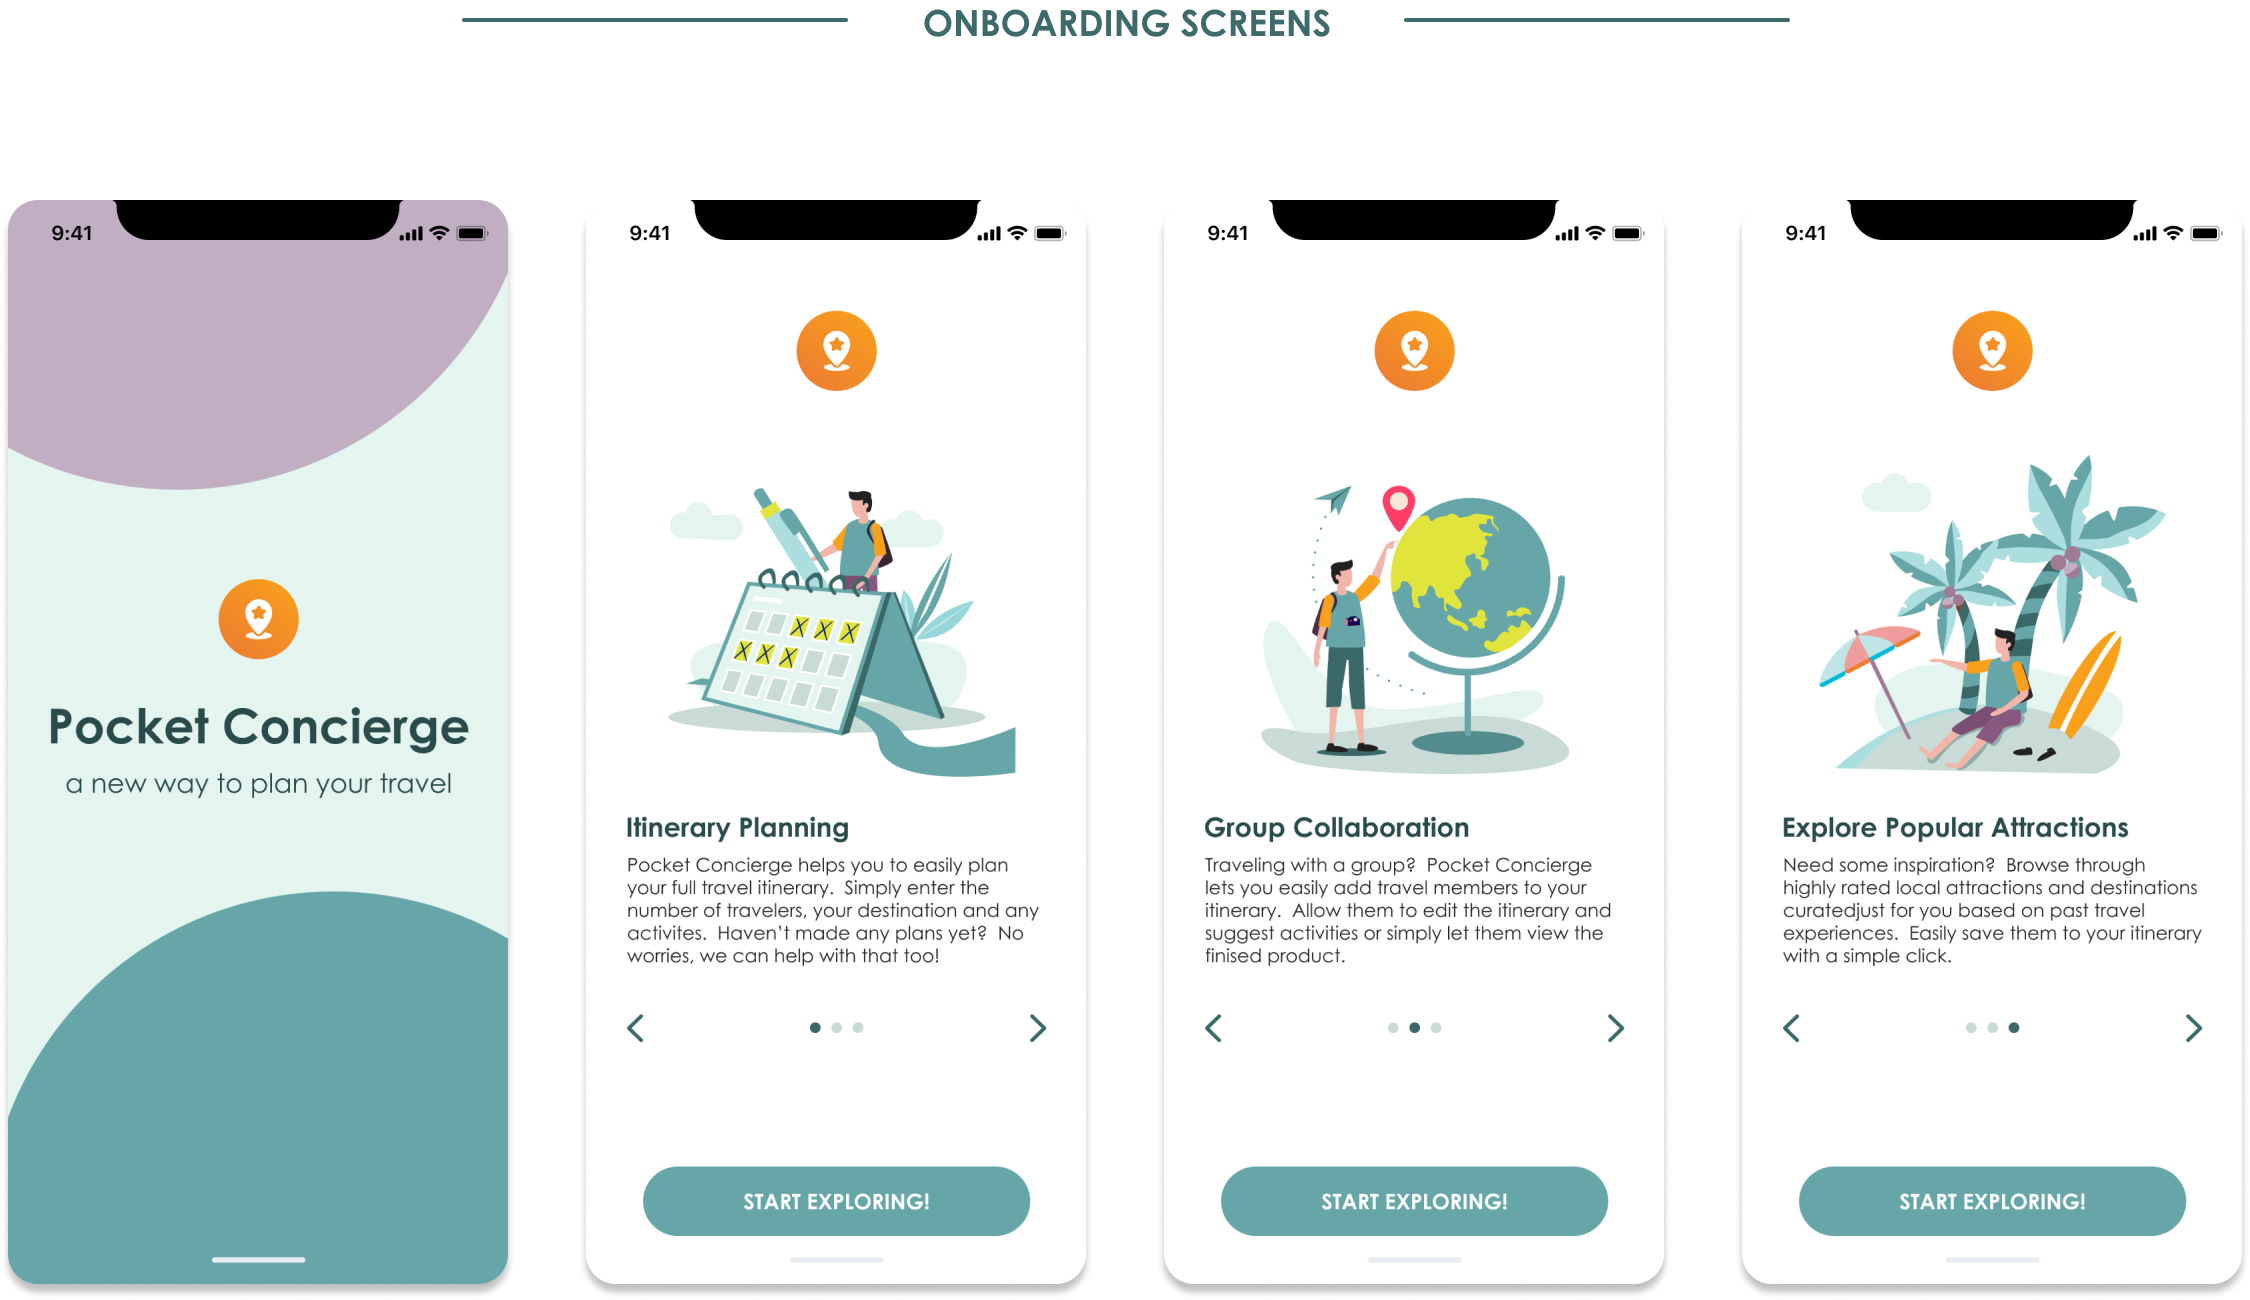 ONBOARDING SCREENS
9:41
Pocket Concierge
a new way to plan your travel
9:41
Itinerary Planning
Pocket Concierge helps you to easily plan
your full travel itinerary.  Simply enter the
number of travelers, your destination and any
activites.  Haven't made any plans yet?  No
worries, we can help with that too!
START EXPLORING!
9:41
Group Collaboration
Traveling with a group?  Pocket Concierge
lets you easily add travel members to your
itinerary.  Allow them to edit the itinerary and
suggest activities or simply let them view the
finised product.
START EXPLORING!
9:41
Explore Popular Attractions
Need some inspiration?  Browse through
highly rated local attractions and destinations
curatedjust for you based on past travel
experiences.  Easily save them to your itinerary
with a simple click.
START EXPLORING!